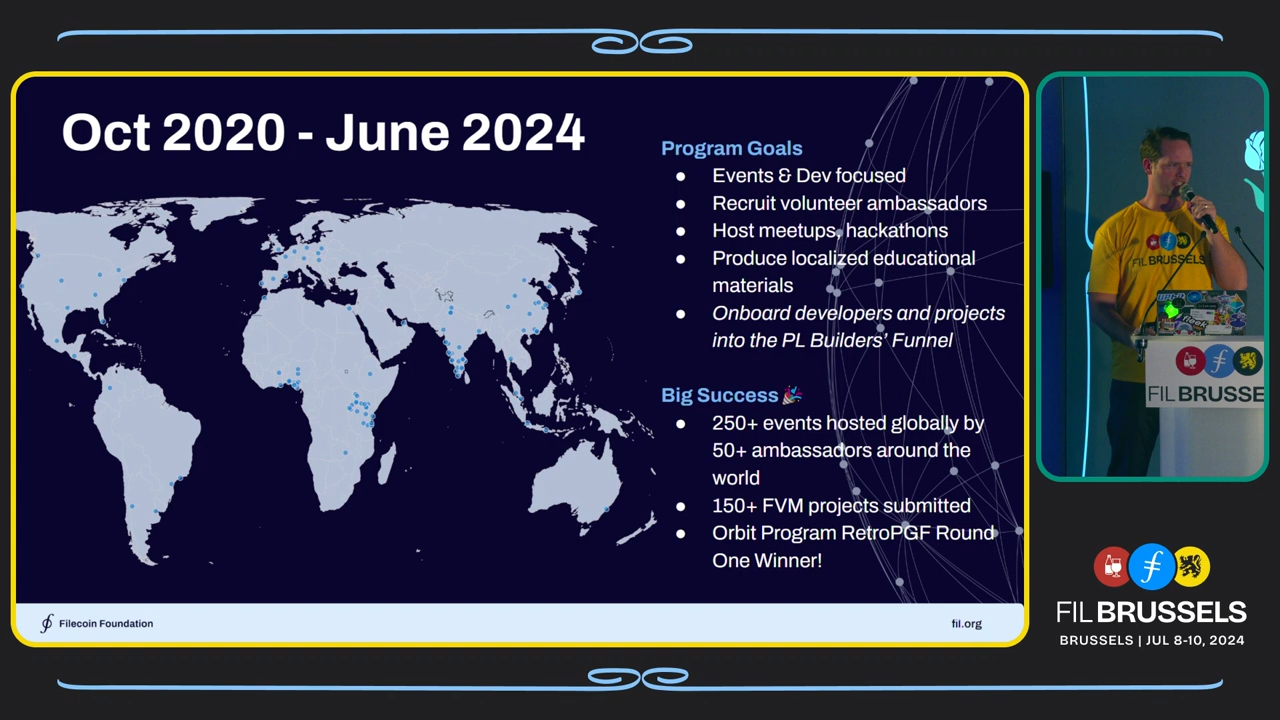 Oct 2020 - June 2024
Program Goals
● Events & Dev focused
● Recruit volunteer ambassadors
● Host meetups, hackathons
● Produce localized educational
materials
● Onboard developers and projects
into the PL Builders’ Funnel
Big Success 🎉
● 250+ events hosted globally by
50+ ambassadors around the
world
● 150+ FVM projects submitted
● Orbit Program RetroPGF Round
One Winner!
Filecoin Foundation
fil.org
FIL BRUSSELS
fleek
FIL BRUSSE
FIL BRUSSELS
BRUSSELS | JUL 8-10, 2024